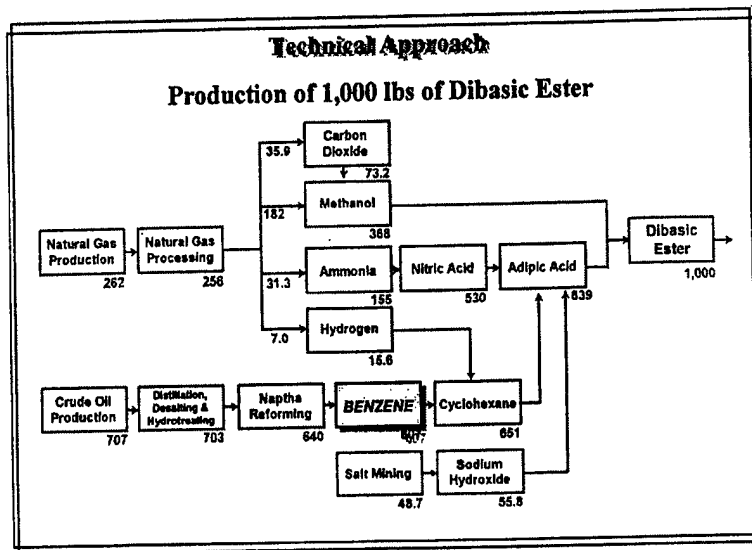 Technical Approach
Production of 1,000 lbs of Dibasic Ester
Carbon
Dioxide
35.9
73.2
Methanol
182
368
Natural Gas
Production
262
Natural Gas
Processing
256
Ammonia
31.3
155
Nitric Acid
530
Adipic Acid
839
Dibasic
Ester
1,000
Hydrogen
7.0
15.6
Crude Oil
Production
707
Distillation,
Desalting &
Hydrotreating
703
Naptha
Reforming
640
BENZENE
607
Cyclohexane
651
Salt Mining
48.7
Sodium
Hydroxide
55.8